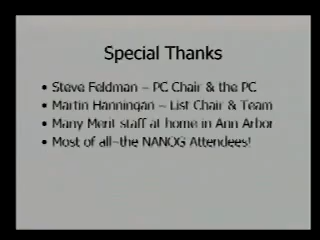 Special Thanks
• Steve Feldman – PC Chair & the PC
• Martin Hanningan – List Chair & Team
• Many Merit staff at home in Ann Arbor
• Most of all–the NANOG Attendees!